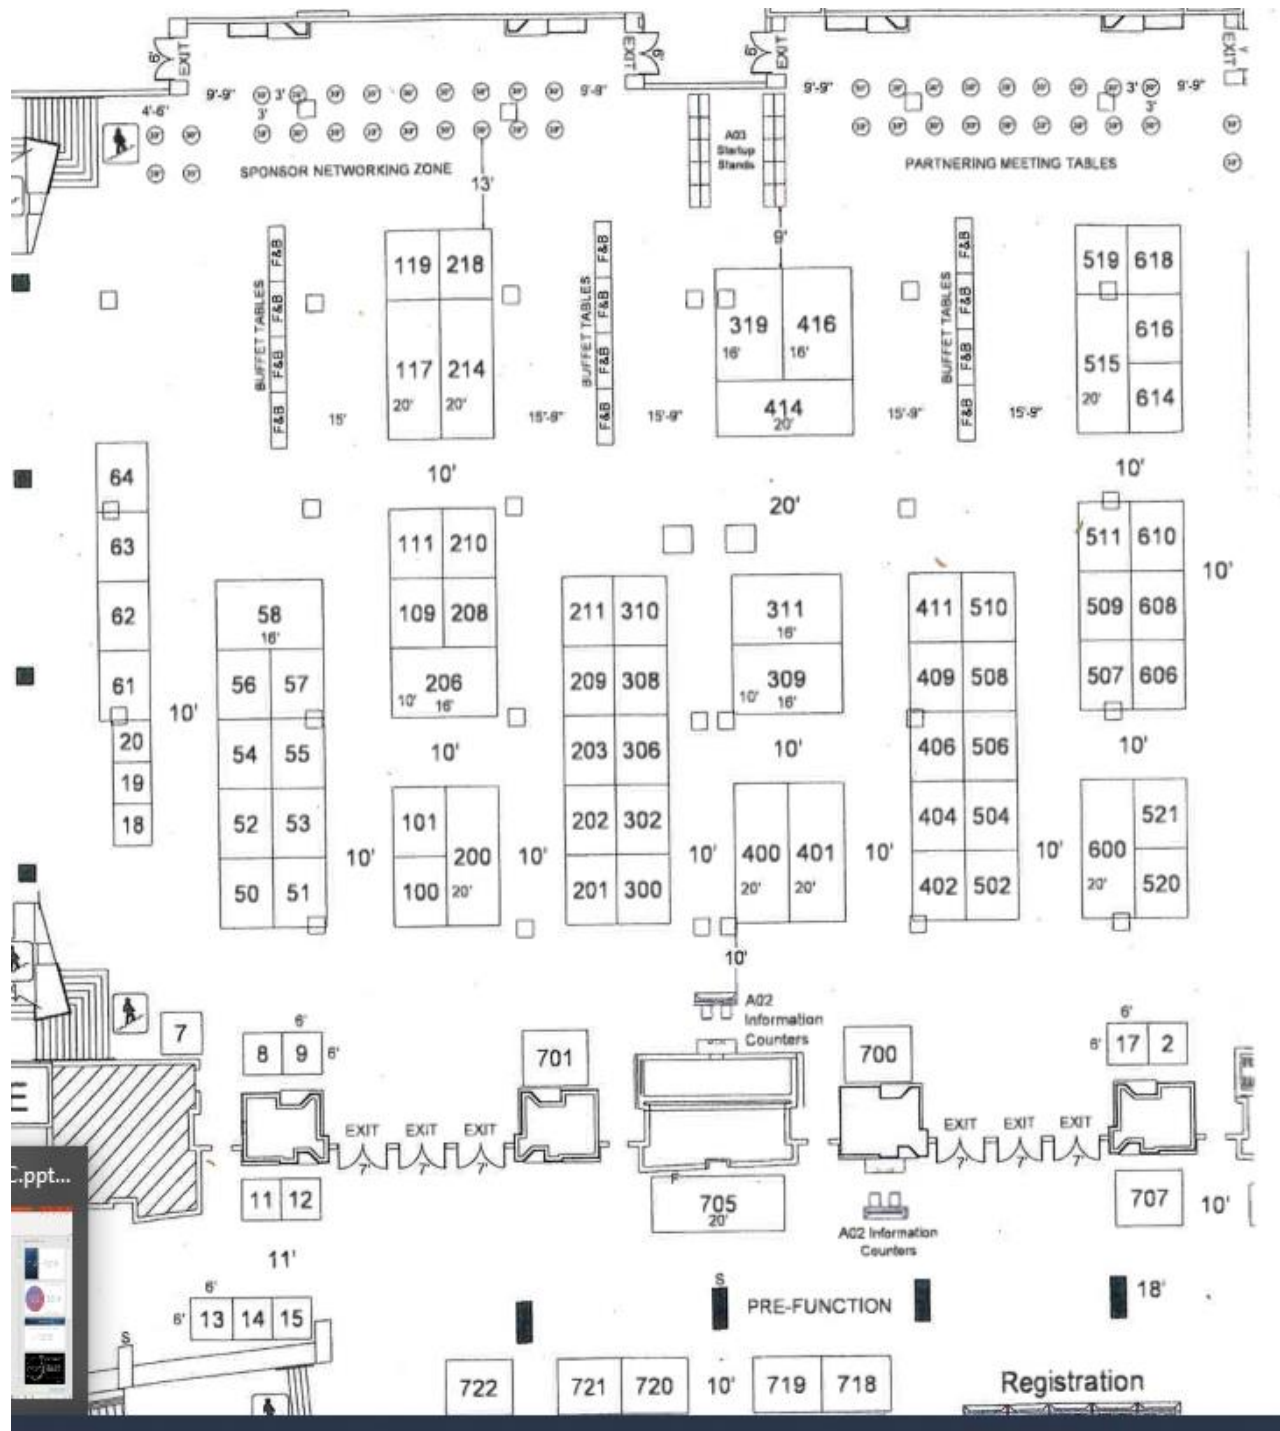 6' EXIT EXIT 6' 6' EXIT EXIT
9'-9" 3' 9'-9" 9'-9" 3' 9'-9"
4'-6" 3'
A03
Startup
Stands
SPONSOR NETWORKING ZONE
PARTNERING MEETING TABLES
13'
9'
BUFFET TABLES F&B F&B F&B F&B
BUFFET TABLES F&B F&B F&B F&B
BUFFET TABLES F&B F&B F&B F&B
119 218 519 618
319 416 616
16' 16'
117 214 515
20' 20' 20' 614
414
20'
15' 15'-9" 15'-9" 15'-9" 15'-9"
64 10' 10'
20'
63 111 210 511 610
10'
62 58 109 208 211 310 311 411 510 509 608
16' 16'
61 56 57 206 209 308 309 409 508 507 606
10' 16' 10' 16'
10'
20 54 55 10' 203 306 10' 406 506 10'
19
18 52 53 101 202 302 404 504 521
10' 200 10' 10' 400 401 10' 10' 600
50 51 100 20' 201 300 20' 20' 402 502 20' 520
10'
A02
Information
Counters
7 6' 6'
8 9 6' 701 700 6' 17 2
E
EXIT EXIT EXIT EXIT EXIT EXIT
7' 7' 7' 7' 7' 7'
C.ppt...
11 12 F 705 707 10'
20'
A02 Information
Counters
11'
6' S 18'
6' 13 14 15 PRE-FUNCTION
S
722 721 720 10' 719 718 Registration